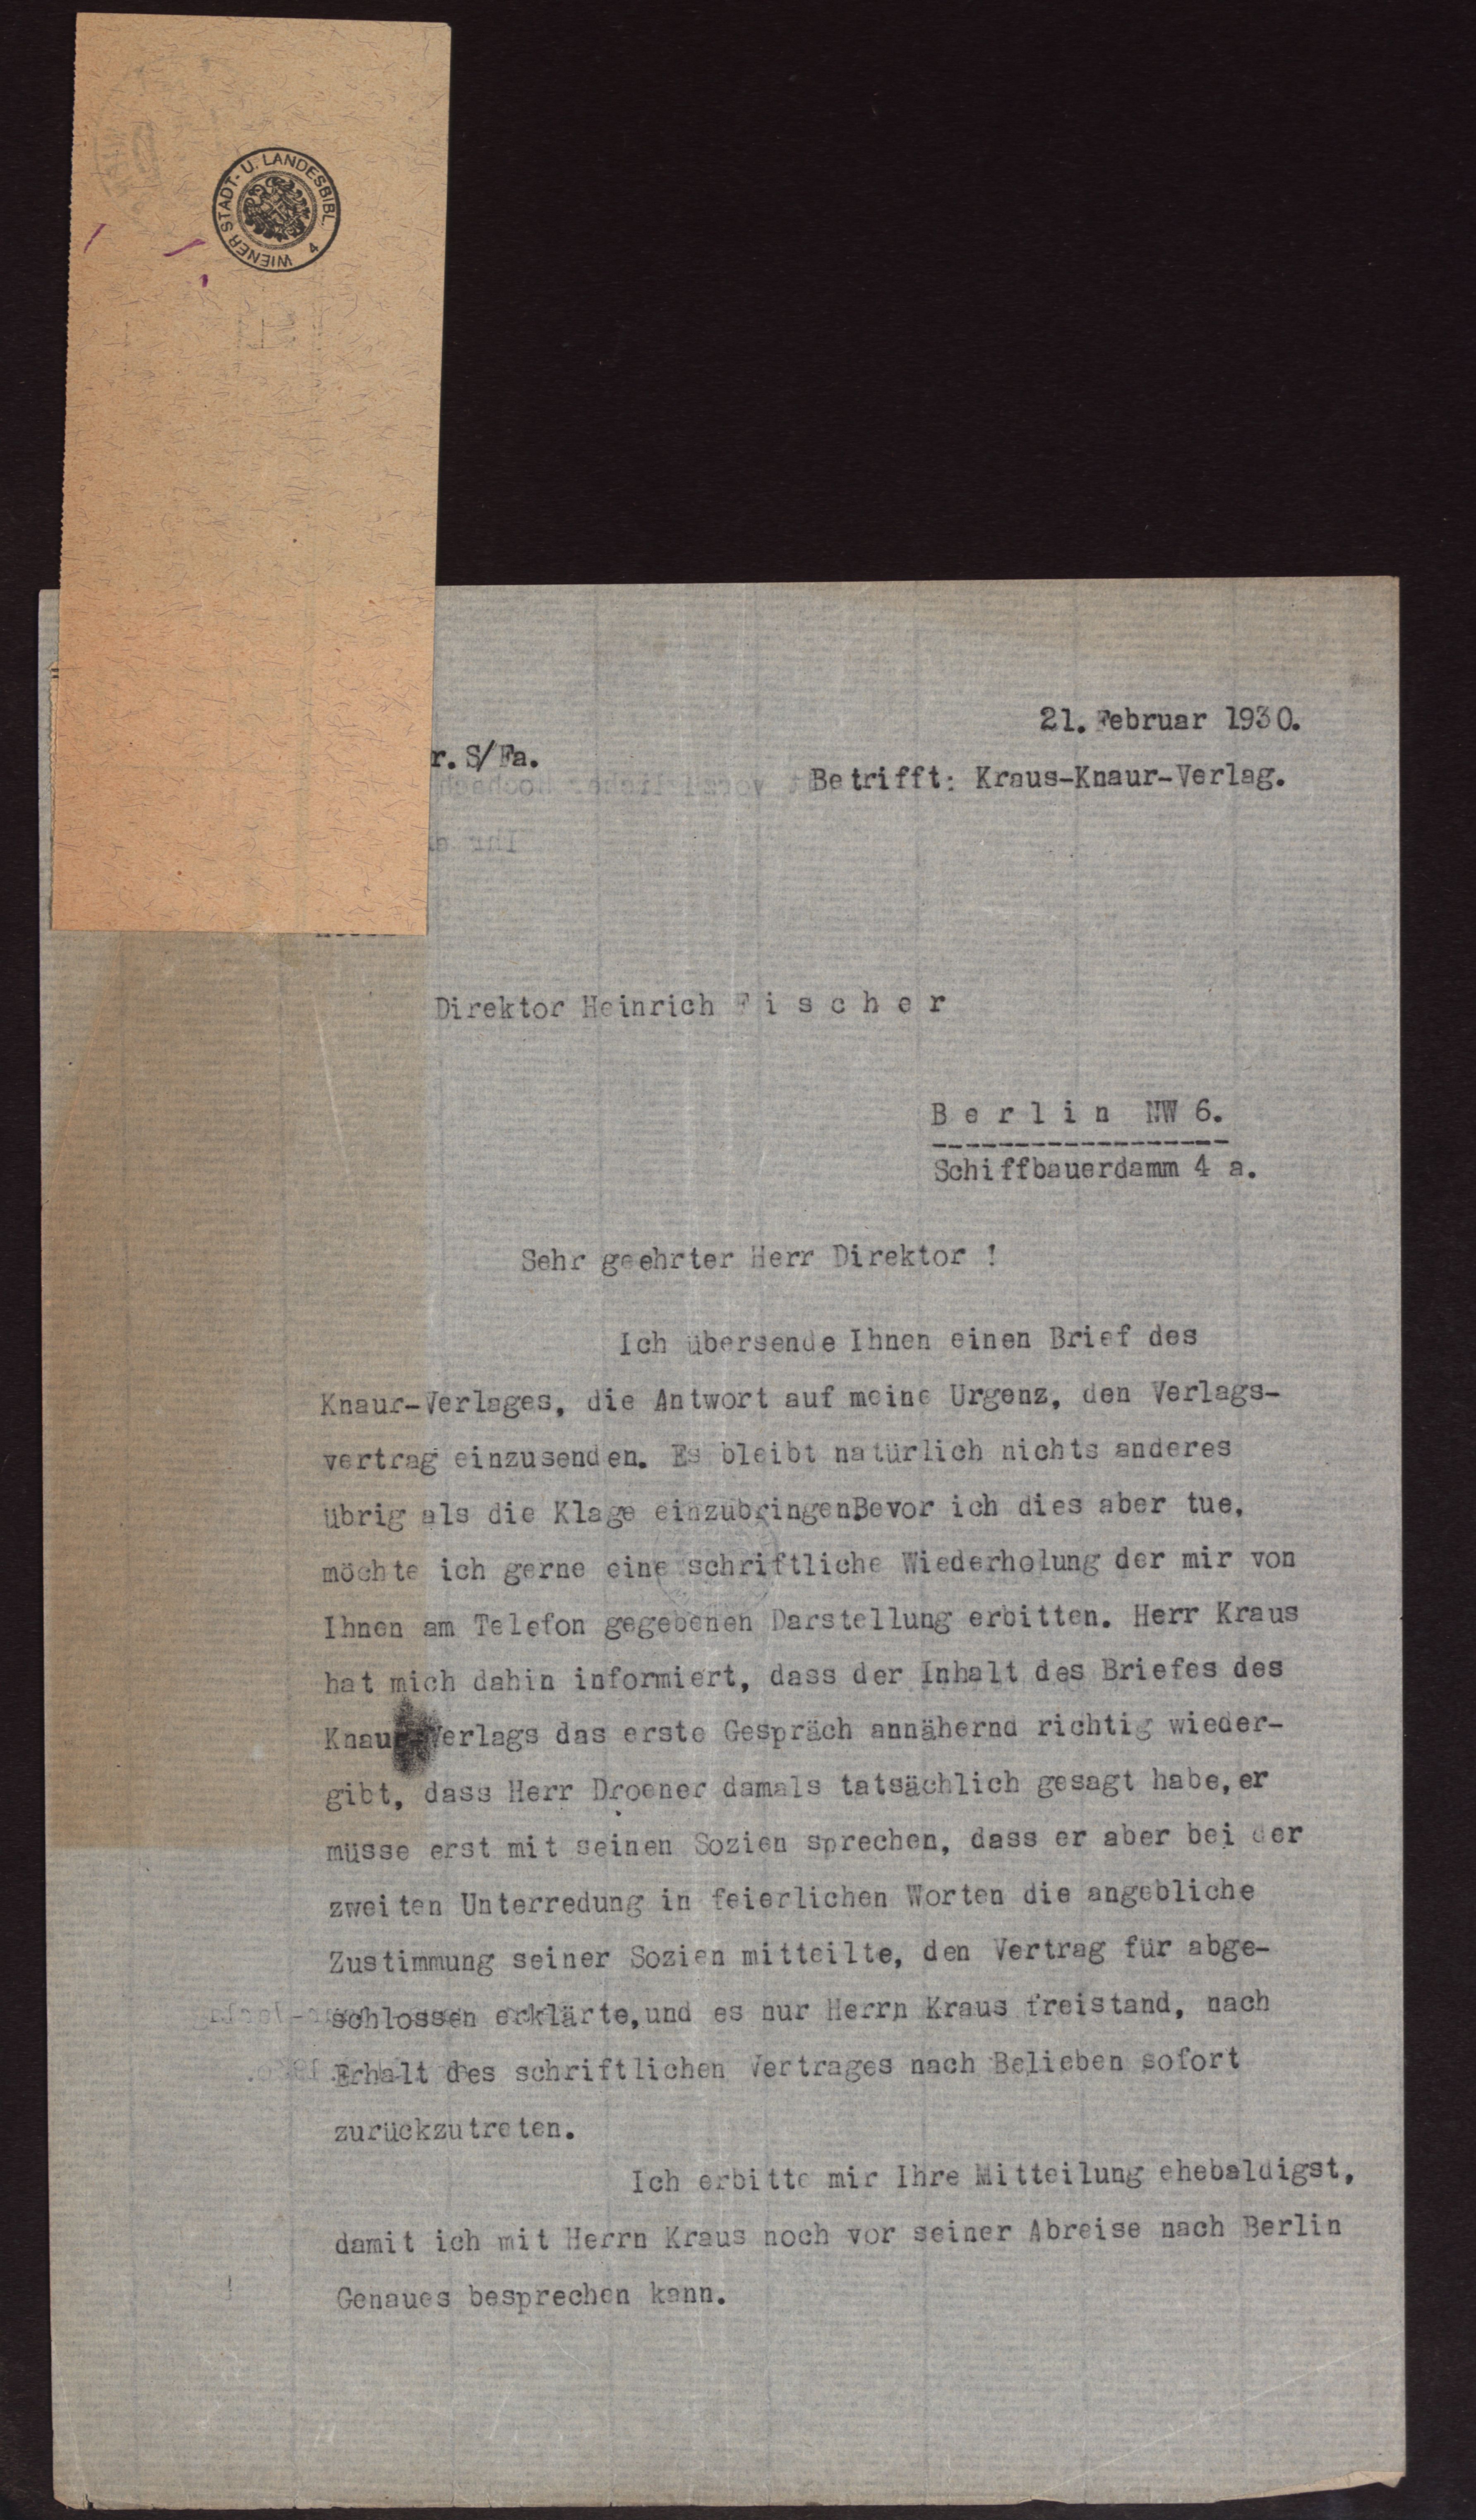 WIENER STADT- U. LANDESBIBL. 4
21. Februar 1930.
r. S/Fa.
Betrifft: Kraus-Knaur-Verlag.
Direktor Heinrich F i s c h e r
B e r l i n NW 6.
------------------
Schiffbauerdamm 4 a.
Sehr geehrter Herr Direktor !
Ich übersende Ihnen einen Brief des
Knaur-Verlages, die Antwort auf meine Urgenz, den Verlags-
vertrag einzusenden. Es bleibt natürlich nichts anderes
übrig als die Klage einzubringen.Bevor ich dies aber tue,
möchte ich gerne eine schriftliche Wiederholung der mir von
Ihnen am Telefon gegebenen Darstellung erbitten. Herr Kraus
hat mich dahin informiert, dass der Inhalt des Briefes des
Knaur-Verlags das erste Gespräch annähernd richtig wieder-
gibt, dass Herr Droener damals tatsächlich gesagt habe, er
müsse erst mit seinen Sozien sprechen, dass er aber bei der
zweiten Unterredung in feierlichen Worten die angebliche
Zustimmung seiner Sozien mitteilte, den Vertrag für abge-
schlossen erklärte,und es nur Herrn Kraus freistand, nach
Erhalt des schriftlichen Vertrages nach Belieben sofort
zurückzutreten.
Ich erbitte mir Ihre Mitteilung ehebaldigst,
damit ich mit Herrn Kraus noch vor seiner Abreise nach Berlin
Genaues besprechen kann.